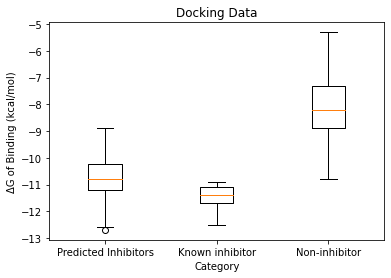 Docking Data
ΔG of Binding (kcal/mol)
−5
−6
−7
−8
−9
−10
−11
−12
−13
Predicted Inhibitors
Known inhibitor
Non-inhibitor
Category